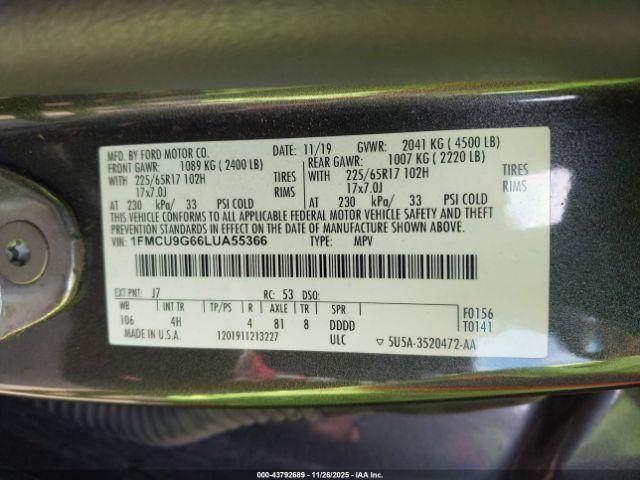 MFD. BY FORD MOTOR CO. DATE: 11/19 GVWR: 2041 KG ( 4500 LB)
FRONT GAWR: 1089 KG ( 2400 LB) REAR GAWR: 1007 KG ( 2220 LB)
WITH 225/65R17 102H TIRES WITH 225/65R17 102H TIRES
17x7.0J RIMS 17x7.0J RIMS
AT 230 kPa/ 33 PSI COLD AT 230 kPa/ 33 PSI COLD
THIS VEHICLE CONFORMS TO ALL APPLICABLE FEDERAL MOTOR VEHICLE SAFETY AND THEFT
PREVENTION STANDARDS IN EFFECT ON THE DATE OF MANUFACTURE SHOWN ABOVE.
VIN: 1FMCU9G66LUA55366 TYPE: MPV
EXT PNT: J7 RC: 53 DSO:
WB INT TR TP/PS R AXLE TR SPR
106 4H 4 81 8 DDDD
F0156
T0141
MADE IN U.S.A. 1201911213227 ULC ▽ 5U5A-3520472-AA
000-43792689 | 11/26/2025 | IAA Inc.